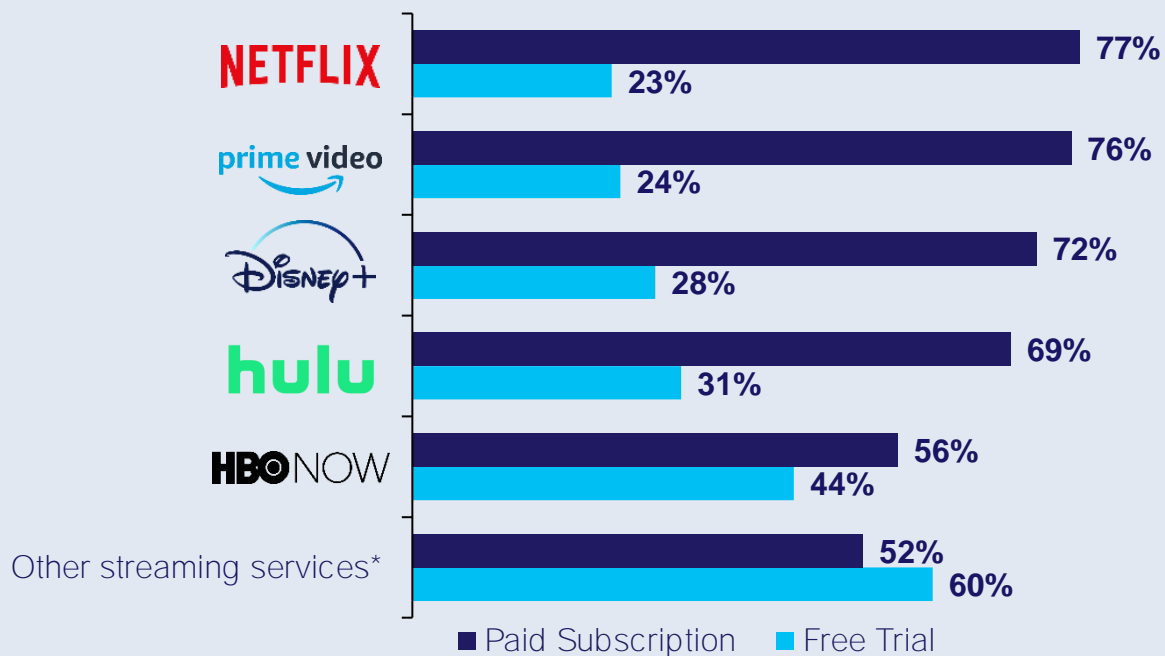 NETFLIX
77%
23%
prime video
76%
24%
Disney+
72%
28%
hulu
69%
31%
HBO NOW
56%
44%
Other streaming services*
52%
60%
Paid Subscription
Free Trial